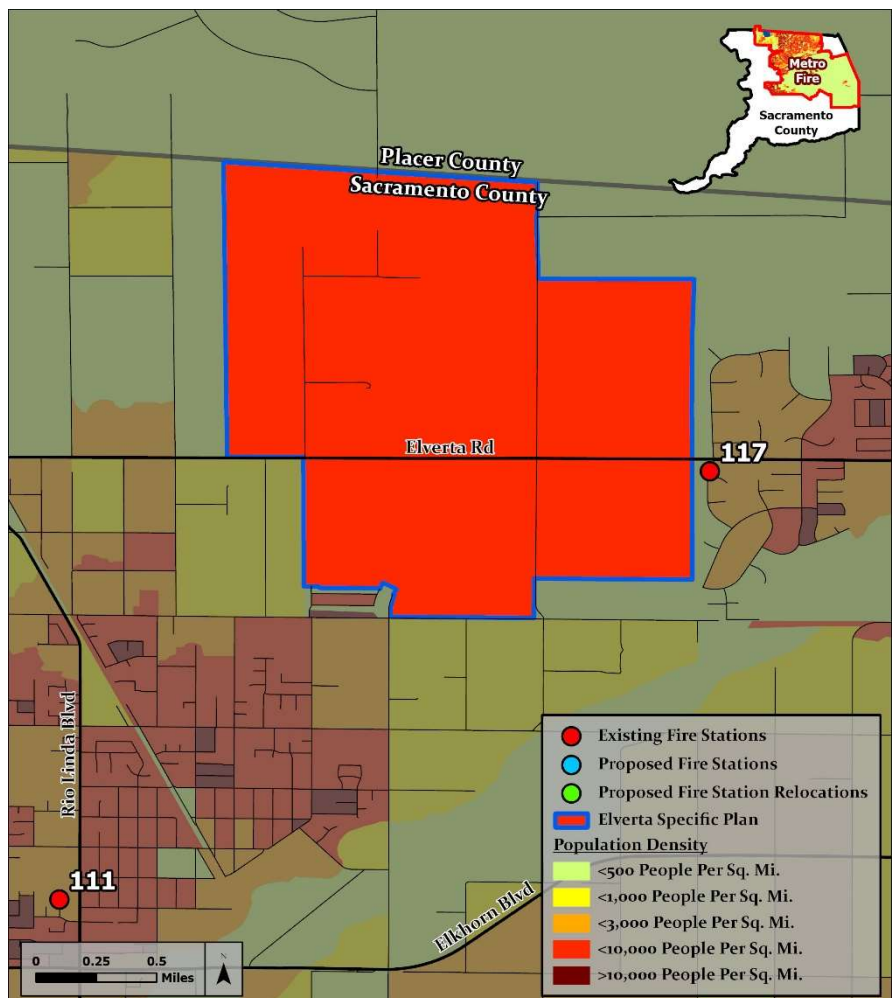 Metro
Fire
Sacramento
County
Placer County
Sacramento County
Elverta Rd
117
Rio Linda Blvd
111
Elkhorn Blvd
Existing Fire Stations
Proposed Fire Stations
Proposed Fire Station Relocations
Elverta Specific Plan
Population Density
<500 People Per Sq. Mi.
<1,000 People Per Sq. Mi.
<3,000 People Per Sq. Mi.
<10,000 People Per Sq. Mi.
>10,000 People Per Sq. Mi.
0 0.25 0.5
Miles
N